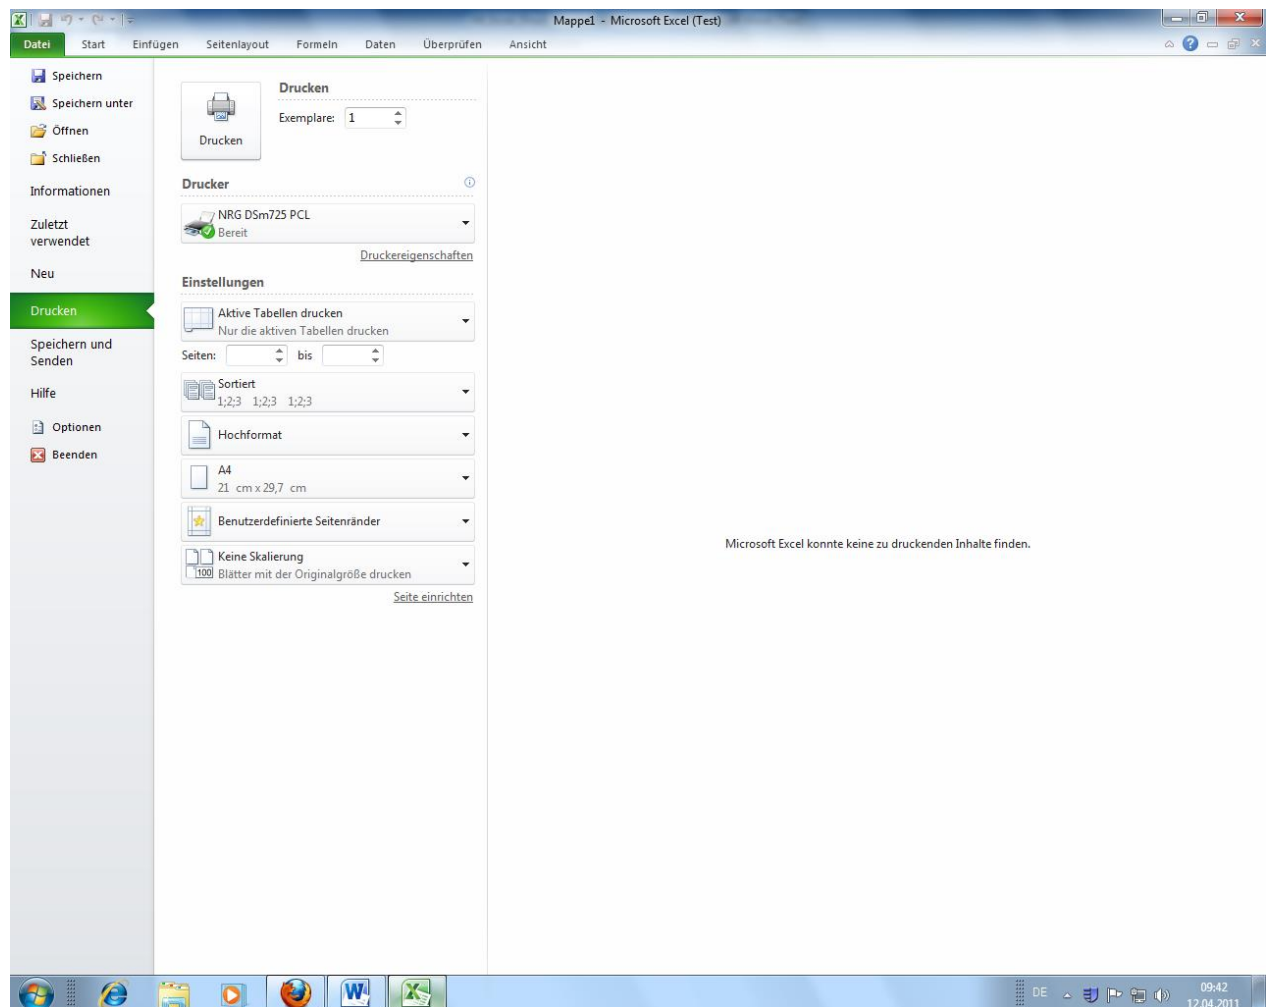 Mappe1 - Microsoft Excel (Test)
Datei Start Einfügen Seitenlayout Formeln Daten Überprüfen Ansicht
Speichern
Speichern unter
Öffnen
Schließen
Informationen
Zuletzt
verwendet
Neu
Drucken
Speichern und
Senden
Hilfe
Optionen
Beenden
Drucken
Drucken
Exemplare: 1
Drucker
NRG DSm725 PCL
Bereit
Druckereigenschaften
Einstellungen
Aktive Tabellen drucken
Nur die aktiven Tabellen drucken
Seiten: bis
Sortiert
1;2;3 1;2;3 1;2;3
Hochformat
A4
21 cm x 29,7 cm
Benutzerdefinierte Seitenränder
Keine Skalierung
100 Blätter mit der Originalgröße drucken
Seite einrichten
Microsoft Excel konnte keine zu druckenden Inhalte finden.
DE
09:42
12.04.2011